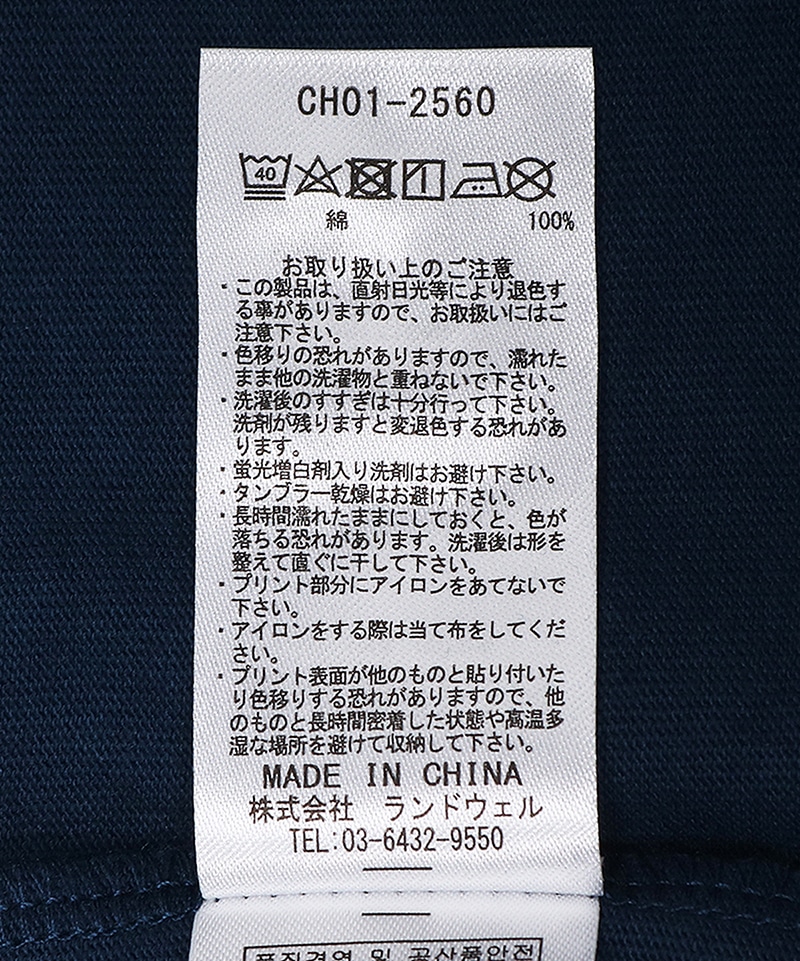 CH01-2560
40
綿 100%
お取り扱い上のご注意
・この製品は、直射日光等により退色す
る事がありますので、お取扱いにはご
注意下さい。
・色移りの恐れがありますので、濡れた
まま他の洗濯物と重ねないで下さい。
・洗濯後のすすぎは十分行って下さい。
洗剤が残りますと変退色する恐れがあ
ります。
・蛍光増白剤入り洗剤はお避け下さい。
・タンブラー乾燥はお避け下さい。
・長時間濡れたままにしておくと、色が
落ちる恐れがあります。洗濯後は形を
整えて直ぐに干して下さい。
・プリント部分にアイロンをあてないで
下さい。
・アイロンをする際は当て布をしてくだ
さい。
・プリント表面が他のものと貼り付いた
り色移りする恐れがありますので、他
のものと長時間密着した状態や高温多
湿な場所を避けて収納して下さい。
MADE IN CHINA
株式会社 ランドウェル
TEL:03-6432-9550
품질경영 및 공산품안전